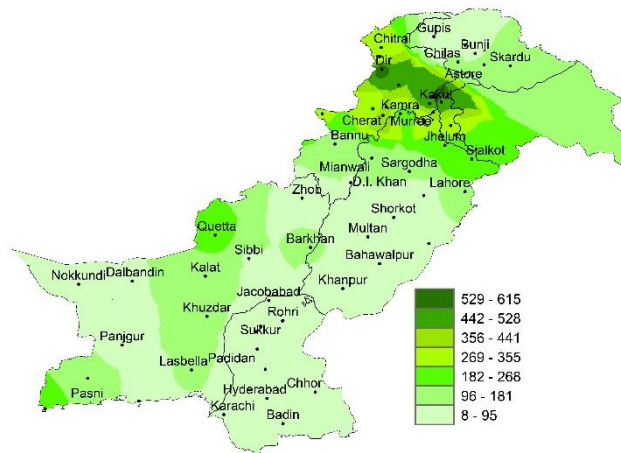 Gupis
Chitral
Bunji
Chilas
Skardu
Dir
Astore
Kakul
Kamra
Cherat
Murree
Jhelum
Bannu
Sialkot
Mianwali
Sargodha
D.I. Khan
Lahore
Zhob
Shorkot
Quetta
Multan
Barkhan
Sibbi
Bahawalpur
Nokkundi
Dalbandin
Kalat
Khanpur
Jacobabad
Khuzdar
Rohri
Sukkur
Panjgur
Padidan
Lasbella
Pasni
Hyderabad
Chhor
Karachi
Badin
529 - 615
442 - 528
356 - 441
269 - 355
182 - 268
96 - 181
8 - 95